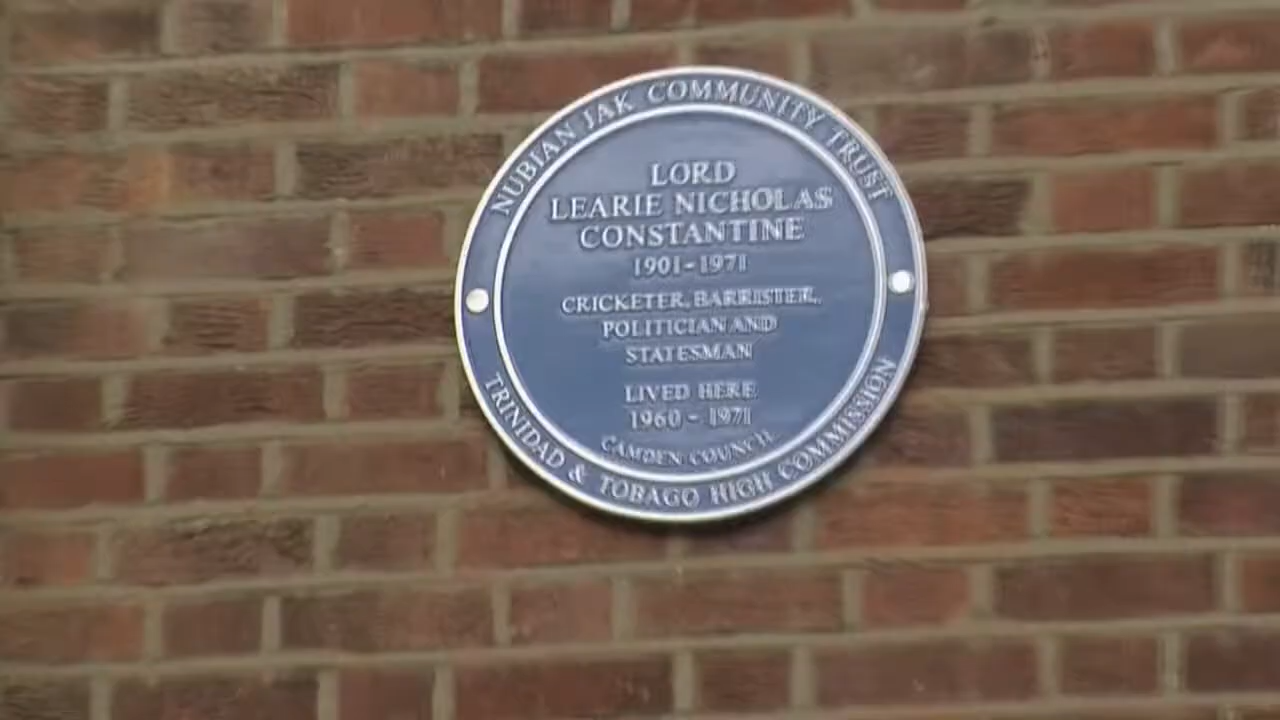 NUBIAN JAK COMMUNITY TRUST
LORD
LEARIE NICHOLAS
CONSTANTINE
1901-1971
CRICKETER, BARRISTER,
POLITICIAN AND
STATESMAN
LIVED HERE
1960 - 1971
CAMDEN COUNCIL
TRINIDAD & TOBAGO HIGH COMMISSION